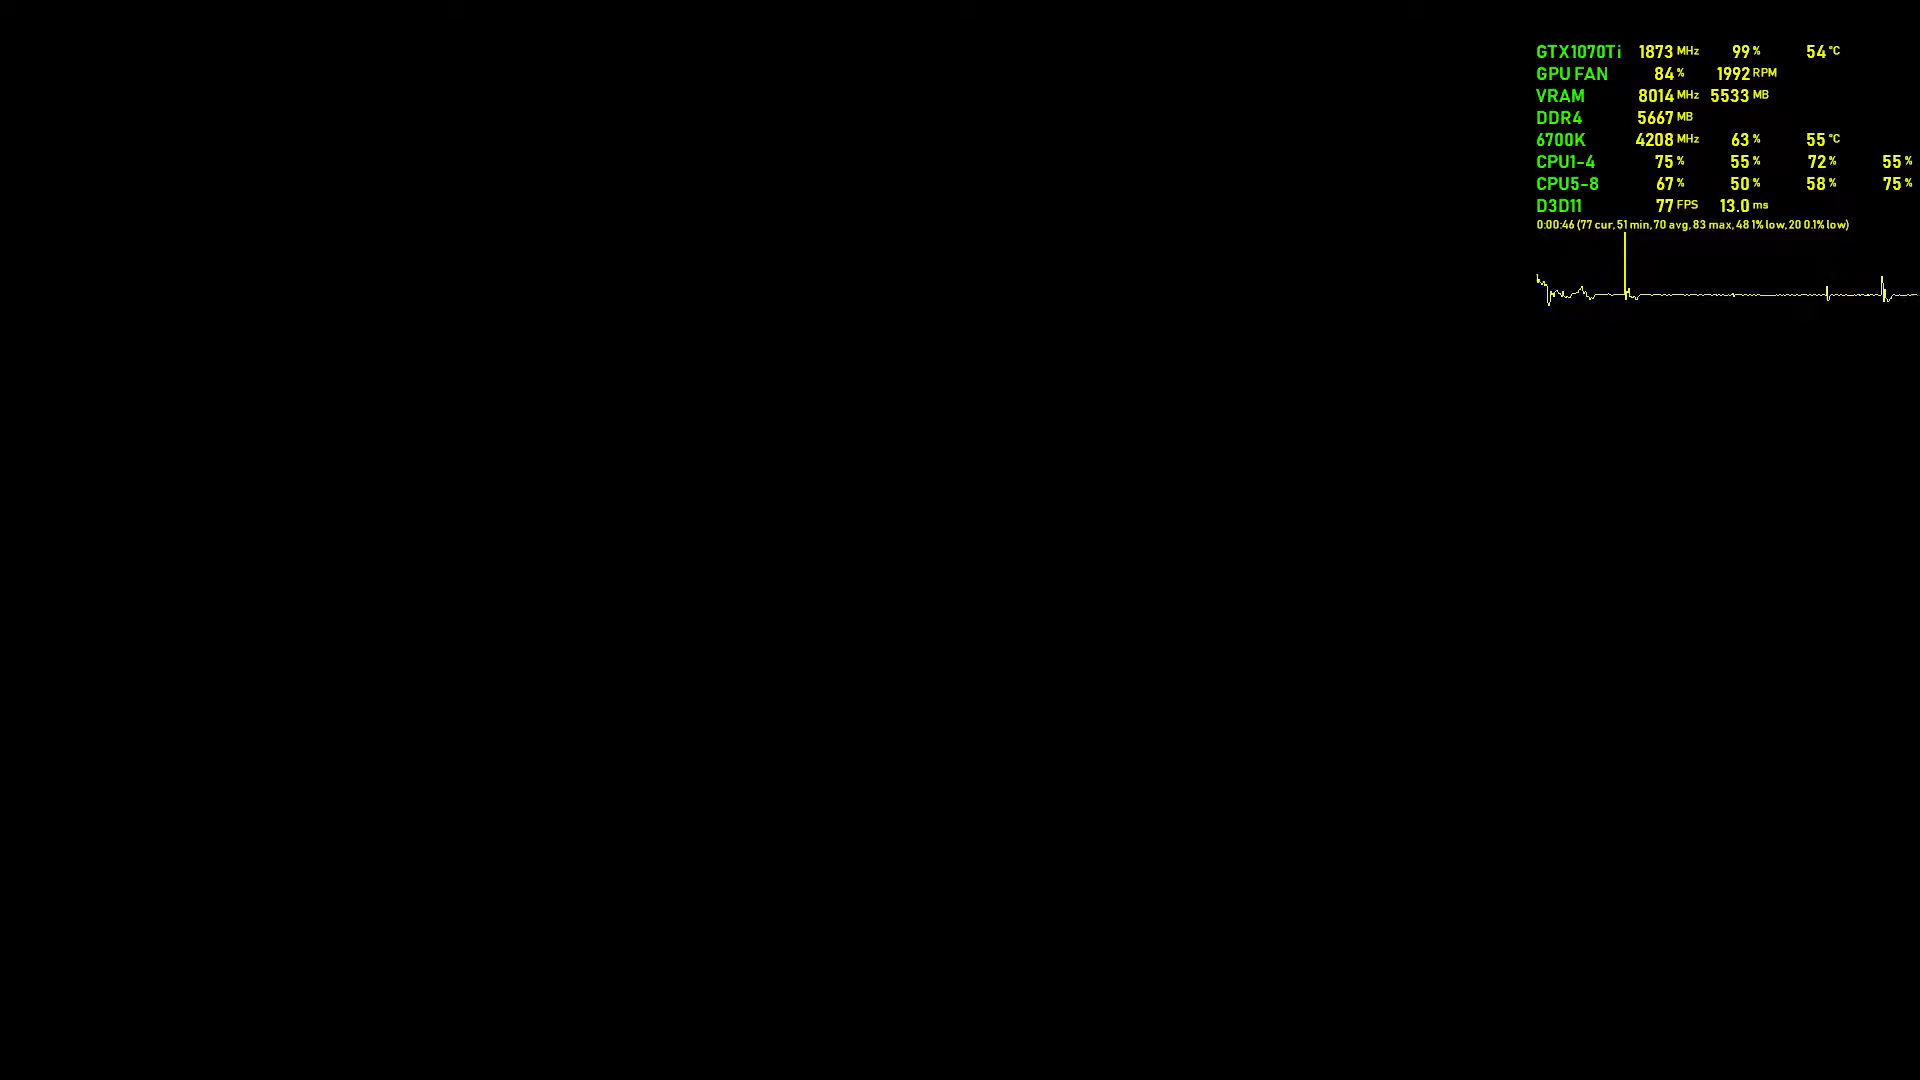 GTX1070Ti 1873 MHz 99 % 54 °C
GPU FAN 84 % 1992 RPM
VRAM 8014 MHz 5533 MB
DDR4 5667 MB
6700K 4208 MHz 63 % 55 °C
CPU1-4 75 % 55 % 72 % 55 %
CPU5-8 67 % 50 % 58 % 75 %
D3D11 77 FPS 13.0 ms
0:00:46 (77 cur, 51 min, 70 avg, 83 max, 48 1% low, 20 0.1% low)